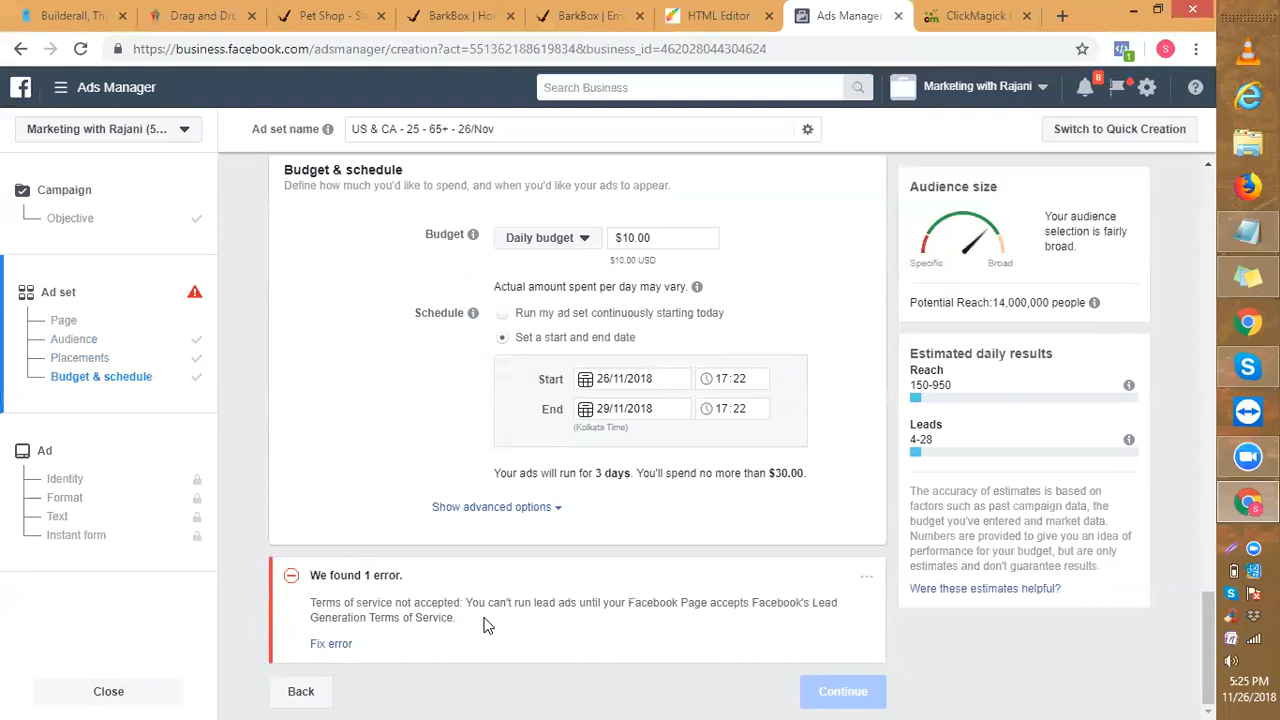 Builderall, Th
Drag and Dr
Pet Shop - S
BarkBox | Ho
BarkBox | Em
HTML Editor
Ads Manager
ClickMagick |
https://business.facebook.com/adsmanager/creation?act=551362188619834&business_id=462028044304624
S
1
Ads Manager
Search Business
Marketing with Rajani
8
Marketing with Rajani (5...
Ad set name
US & CA - 25 - 65+ - 26/Nov
Switch to Quick Creation
Campaign
Objective
Ad set
Page
Audience
Placements
Budget & schedule
Ad
Identity
Format
Text
Instant form
Close
Budget & schedule
Define how much you'd like to spend, and when you'd like your ads to appear.
Budget
Daily budget
$10.00
$10.00 USD
Actual amount spent per day may vary.
Schedule
Run my ad set continuously starting today
Set a start and end date
Start
26/11/2018
17:22
End
29/11/2018
17:22
(Kolkata Time)
Your ads will run for 3 days. You'll spend no more than $30.00.
Show advanced options
We found 1 error.
Terms of service not accepted: You can't run lead ads until your Facebook Page accepts Facebook's Lead
Generation Terms of Service.
Fix error
Back
Continue
Audience size
Specific
Broad
Your audience
selection is fairly
broad.
Potential Reach:14,000,000 people
Estimated daily results
Reach
150-950
Leads
4-28
The accuracy of estimates is based on
factors such as past campaign data, the
budget you've entered and market data.
Numbers are provided to give you an idea of
performance for your budget, but are only
estimates and don't guarantee results.
Were these estimates helpful?
5:25 PM
11/26/2018